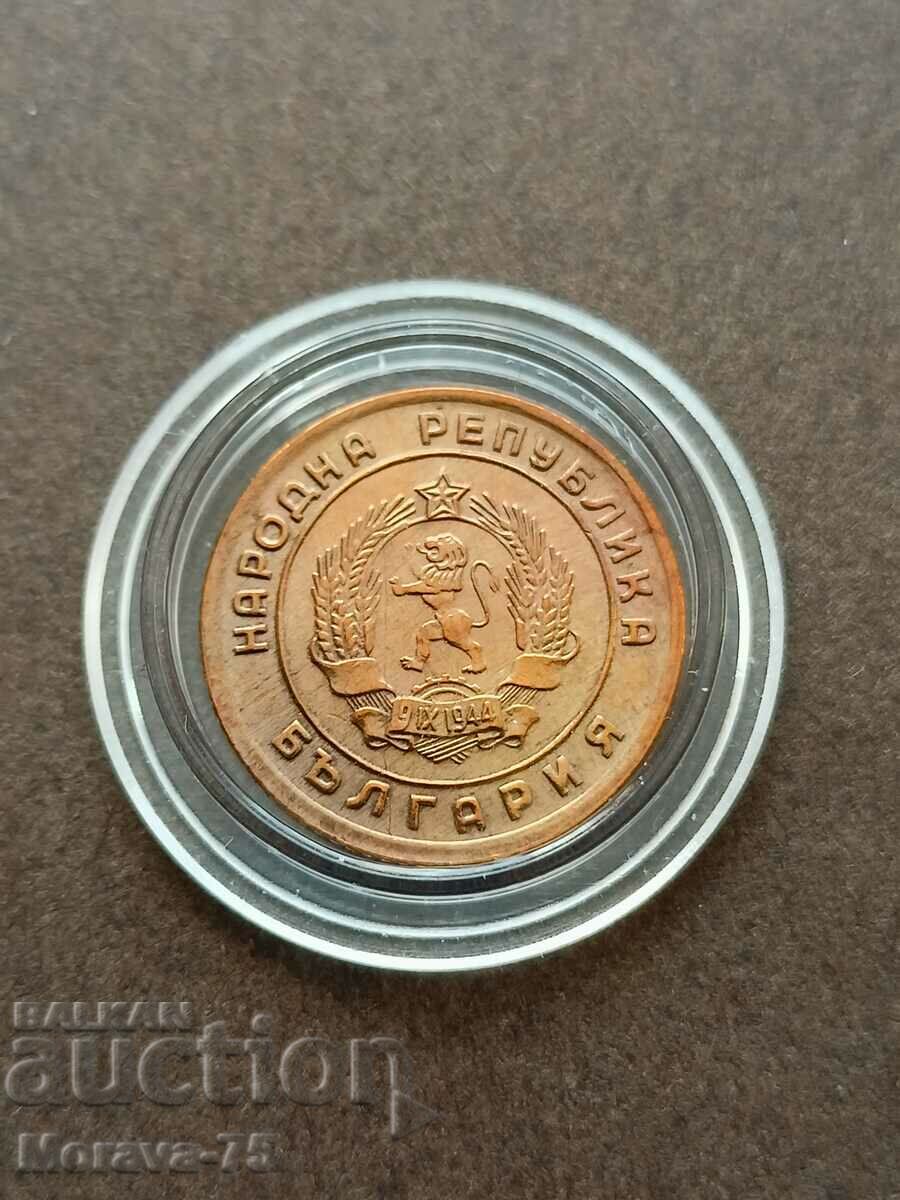 НАРОДНА РЕПУБЛИКА
БЪЛГАРИЯ
9 IX 1944
BALKAN
auction
Morava-75